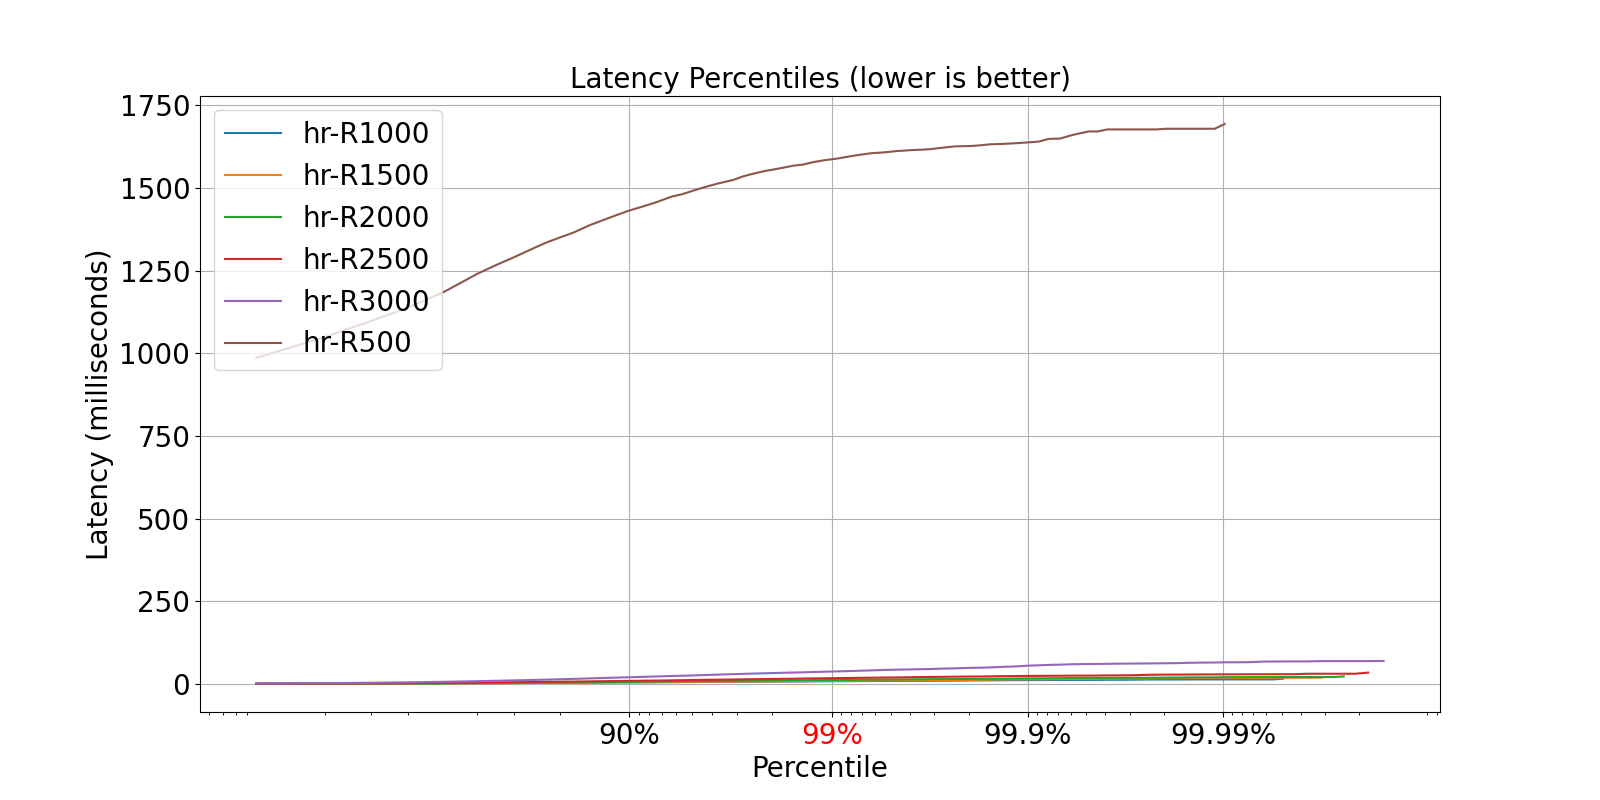 Latency Percentiles (lower is better)
1750
1500
1250
1000
750
500
250
0
Latency (milliseconds)
hr-R1000
hr-R1500
hr-R2000
hr-R2500
hr-R3000
hr-R500
90% 99% 99.9% 99.99%
Percentile